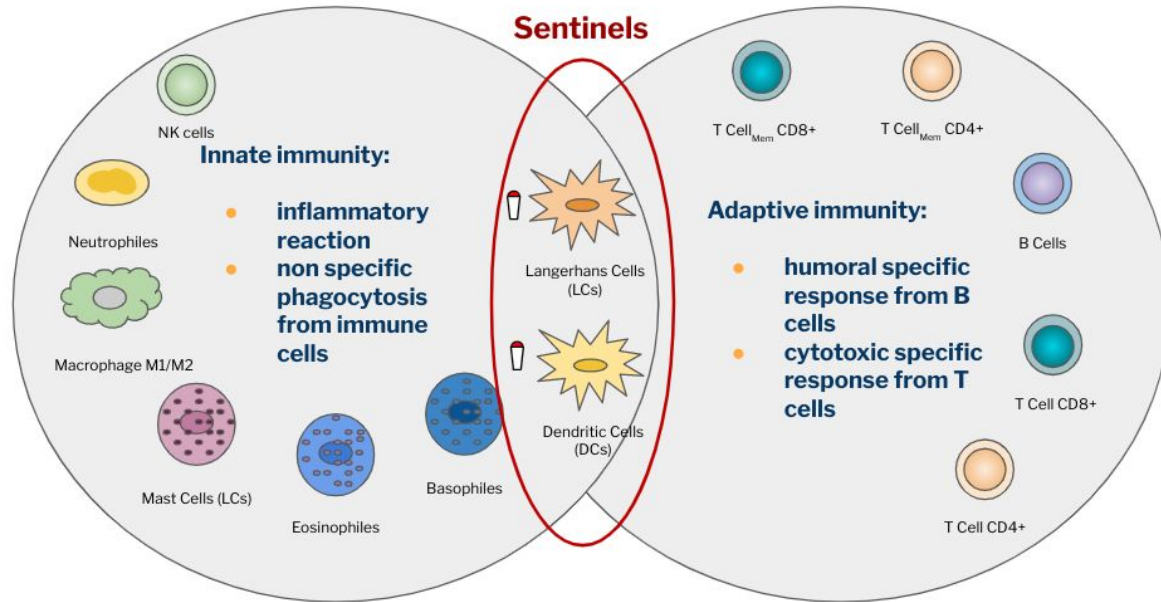 Sentinels
NK cells
Innate immunity:
inflammatory
reaction
non specific
phagocytosis
from immune
cells
Neutrophiles
Macrophage M1/M2
Mast Cells (LCs)
Eosinophiles
Basophiles
Langerhans Cells
(LCs)
Dendritic Cells
(DCs)
T Cell Mem CD8+
T Cell Mem CD4+
Adaptive immunity:
humoral specific
response from B
cells
cytotoxic specific
response from T
cells
B Cells
T Cell CD8+
T Cell CD4+